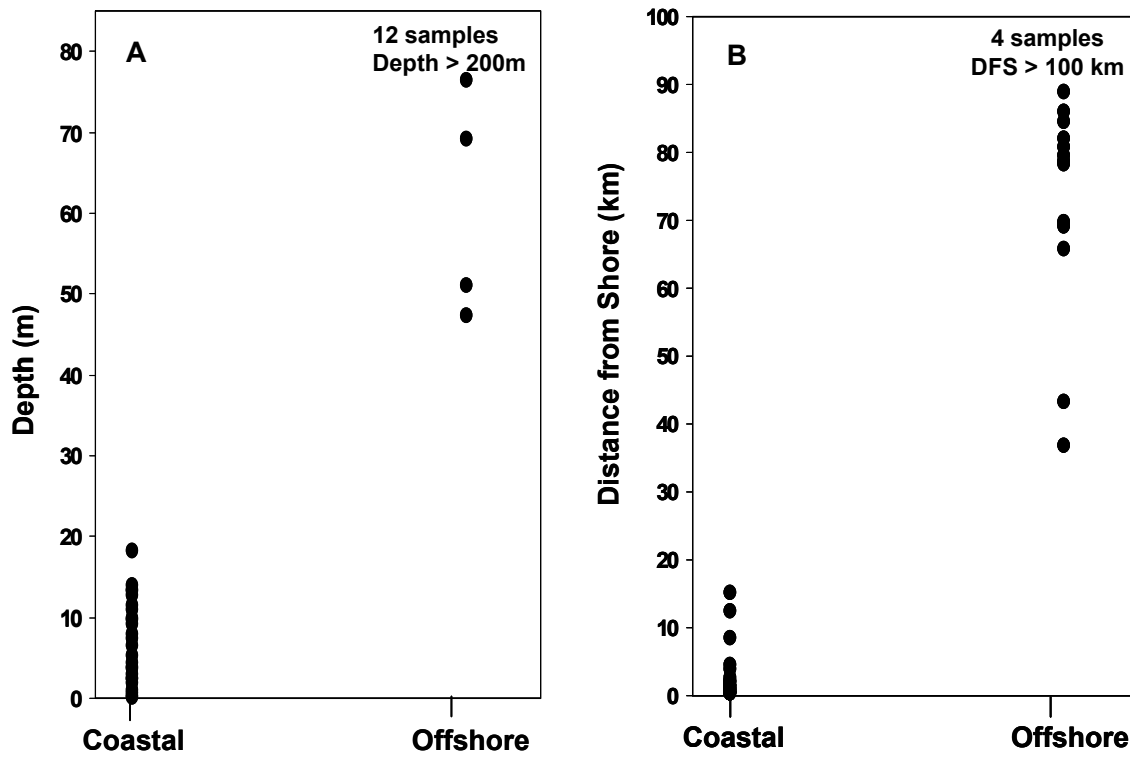 A
12 samples
Depth > 200m
80
70
60
50
40
30
20
10
0
Depth (m)
Coastal
Offshore
B
4 samples
DFS > 100 km
100
90
80
70
60
50
40
30
20
10
0
Distance from Shore (km)
Coastal
Offshore